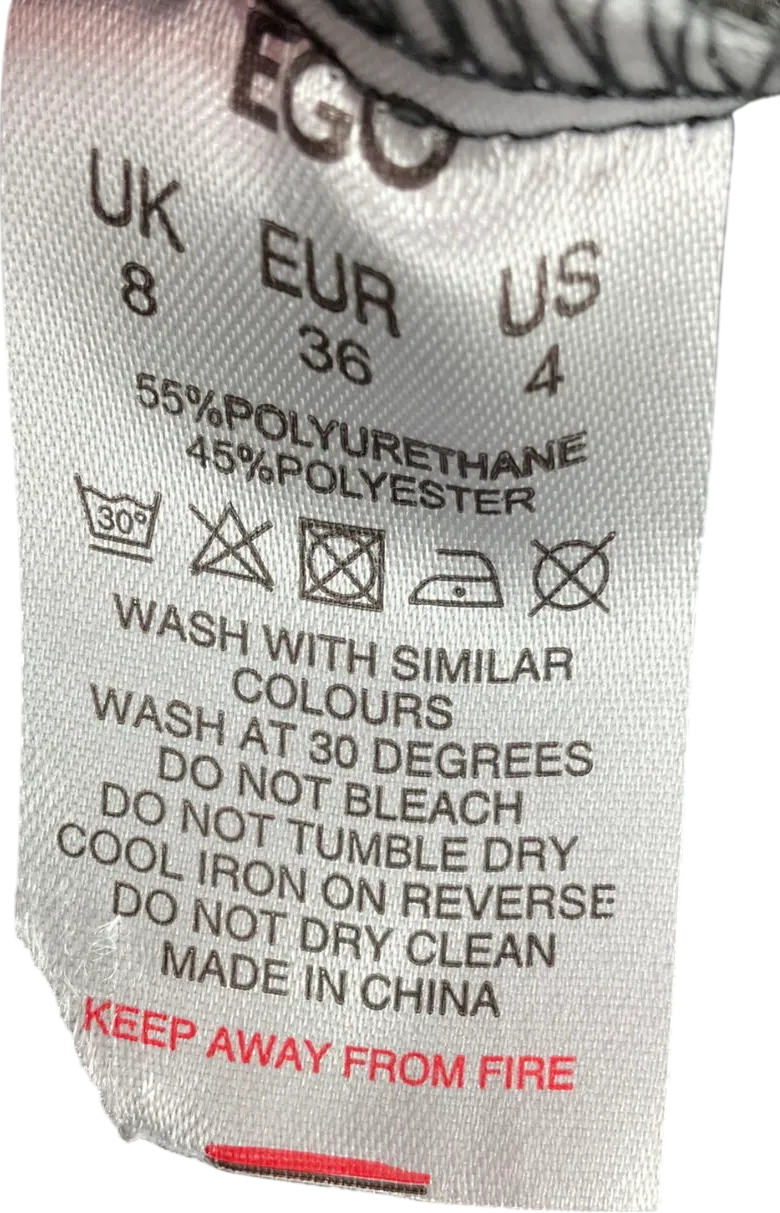 EGO
UK EUR US
8 36 4
55%POLYURETHANE
45%POLYESTER
30°
WASH WITH SIMILAR
COLOURS
WASH AT 30 DEGREES
DO NOT BLEACH
DO NOT TUMBLE DRY
COOL IRON ON REVERSE
DO NOT DRY CLEAN
MADE IN CHINA
KEEP AWAY FROM FIRE